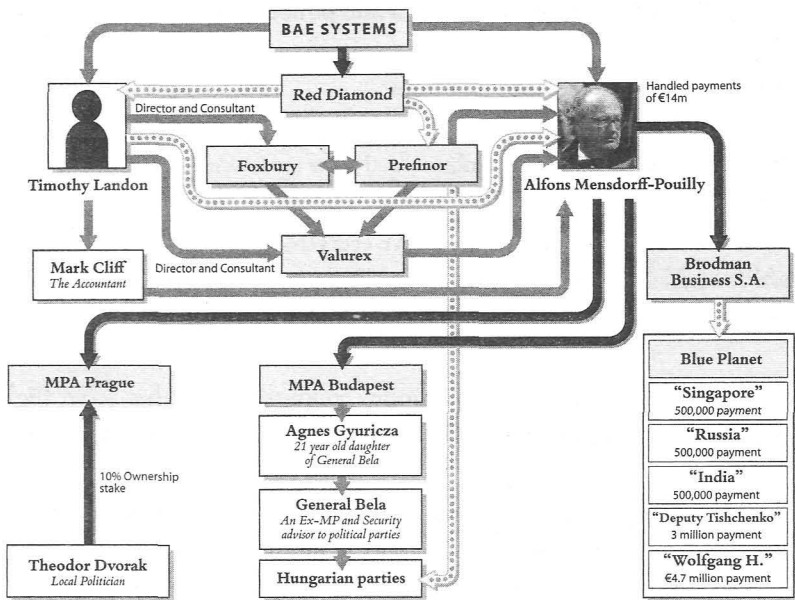 BAE SYSTEMS
Red Diamond
Handled payments
of €14m
Director and Consultant
Foxbury
Prefinor
Timothy Landon
Alfons Mensdorff-Pouilly
Mark Cliff
The Accountant
Director and Consultant
Valurex
Brodman
Business S.A.
MPA Prague
MPA Budapest
Blue Planet
“Singapore”
500,000 payment
Agnes Gyuricza
21 year old daughter
of General Bela
“Russia”
500,000 payment
10% Ownership
stake
“India”
500,000 payment
General Bela
An Ex-MP and Security
advisor to political parties
“Deputy Tishchenko”
3 million payment
Theodor Dvorak
Local Politician
Hungarian parties
“Wolfgang H.”
€4.7 million payment